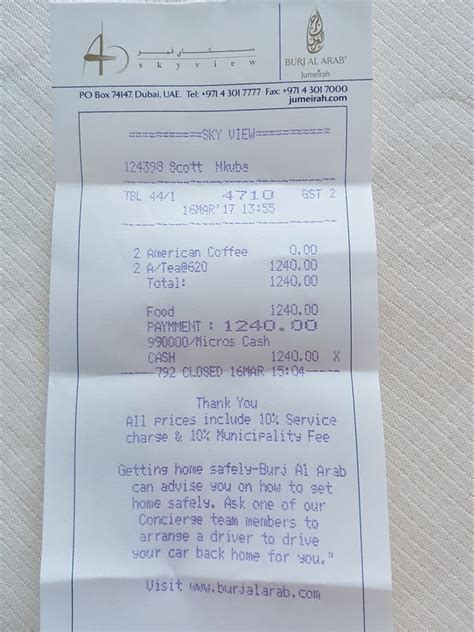 سكاي فيو
skyview
BURJ AL ARAB®
Jumeirah
PO Box 74147, Dubai, UAE. Tel: +971 4 301 7777 Fax: +971 4 301 7000
jumeirah.com
===========SKY VIEW===========
124398 Scott Nkuba
TBL 44/1 4710 GST 2
16MAR'17 13:55
2 American Coffee 0.00
2 A/Tea@620 1240.00
Total: 1240.00
Food 1240.00
PAYMMENT : 1240.00
990000/Micros Cash
CASH 1240.00 X
-----792 CLOSED 16MAR 15:04-----
Thank You
All prices include 10% Service
charge & 10% Municipality Fee
Getting home safely-Burj Al Arab
can advise you on how to get
home safely. Ask one of our
Concierge team members to
arrange a driver to drive
your car back home for you."
Visit www.burjalarab.com